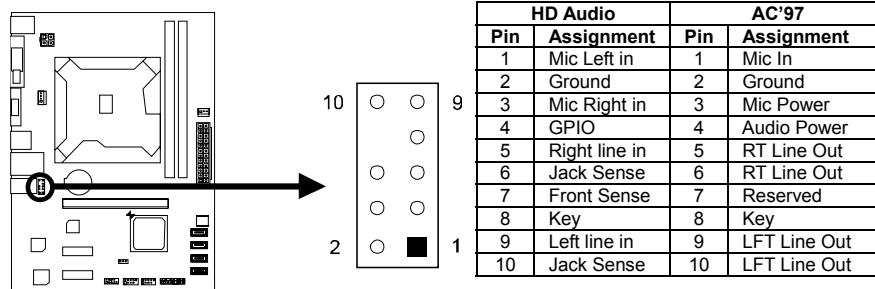 HD Audio AC'97
Pin Assignment Pin Assignment
1 Mic Left in 1 Mic In
2 Ground 2 Ground
3 Mic Right in 3 Mic Power
4 GPIO 4 Audio Power
5 Right line in 5 RT Line Out
6 Jack Sense 6 RT Line Out
7 Front Sense 7 Reserved
8 Key 8 Key
9 Left line in 9 LFT Line Out
10 Jack Sense 10 LFT Line Out
10 9
2 1